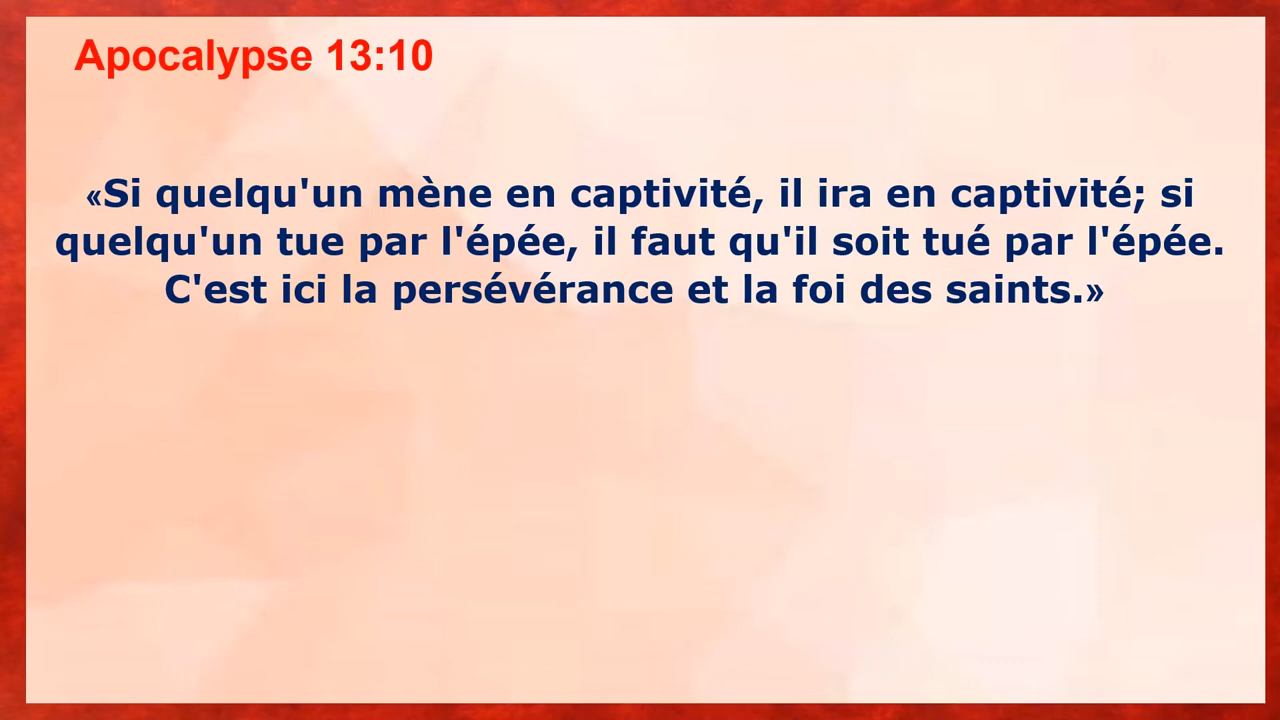 Apocalypse 13:10
«Si quelqu'un mène en captivité, il ira en captivité; si
quelqu'un tue par l'épée, il faut qu'il soit tué par l'épée.
C'est ici la persévérance et la foi des saints.»